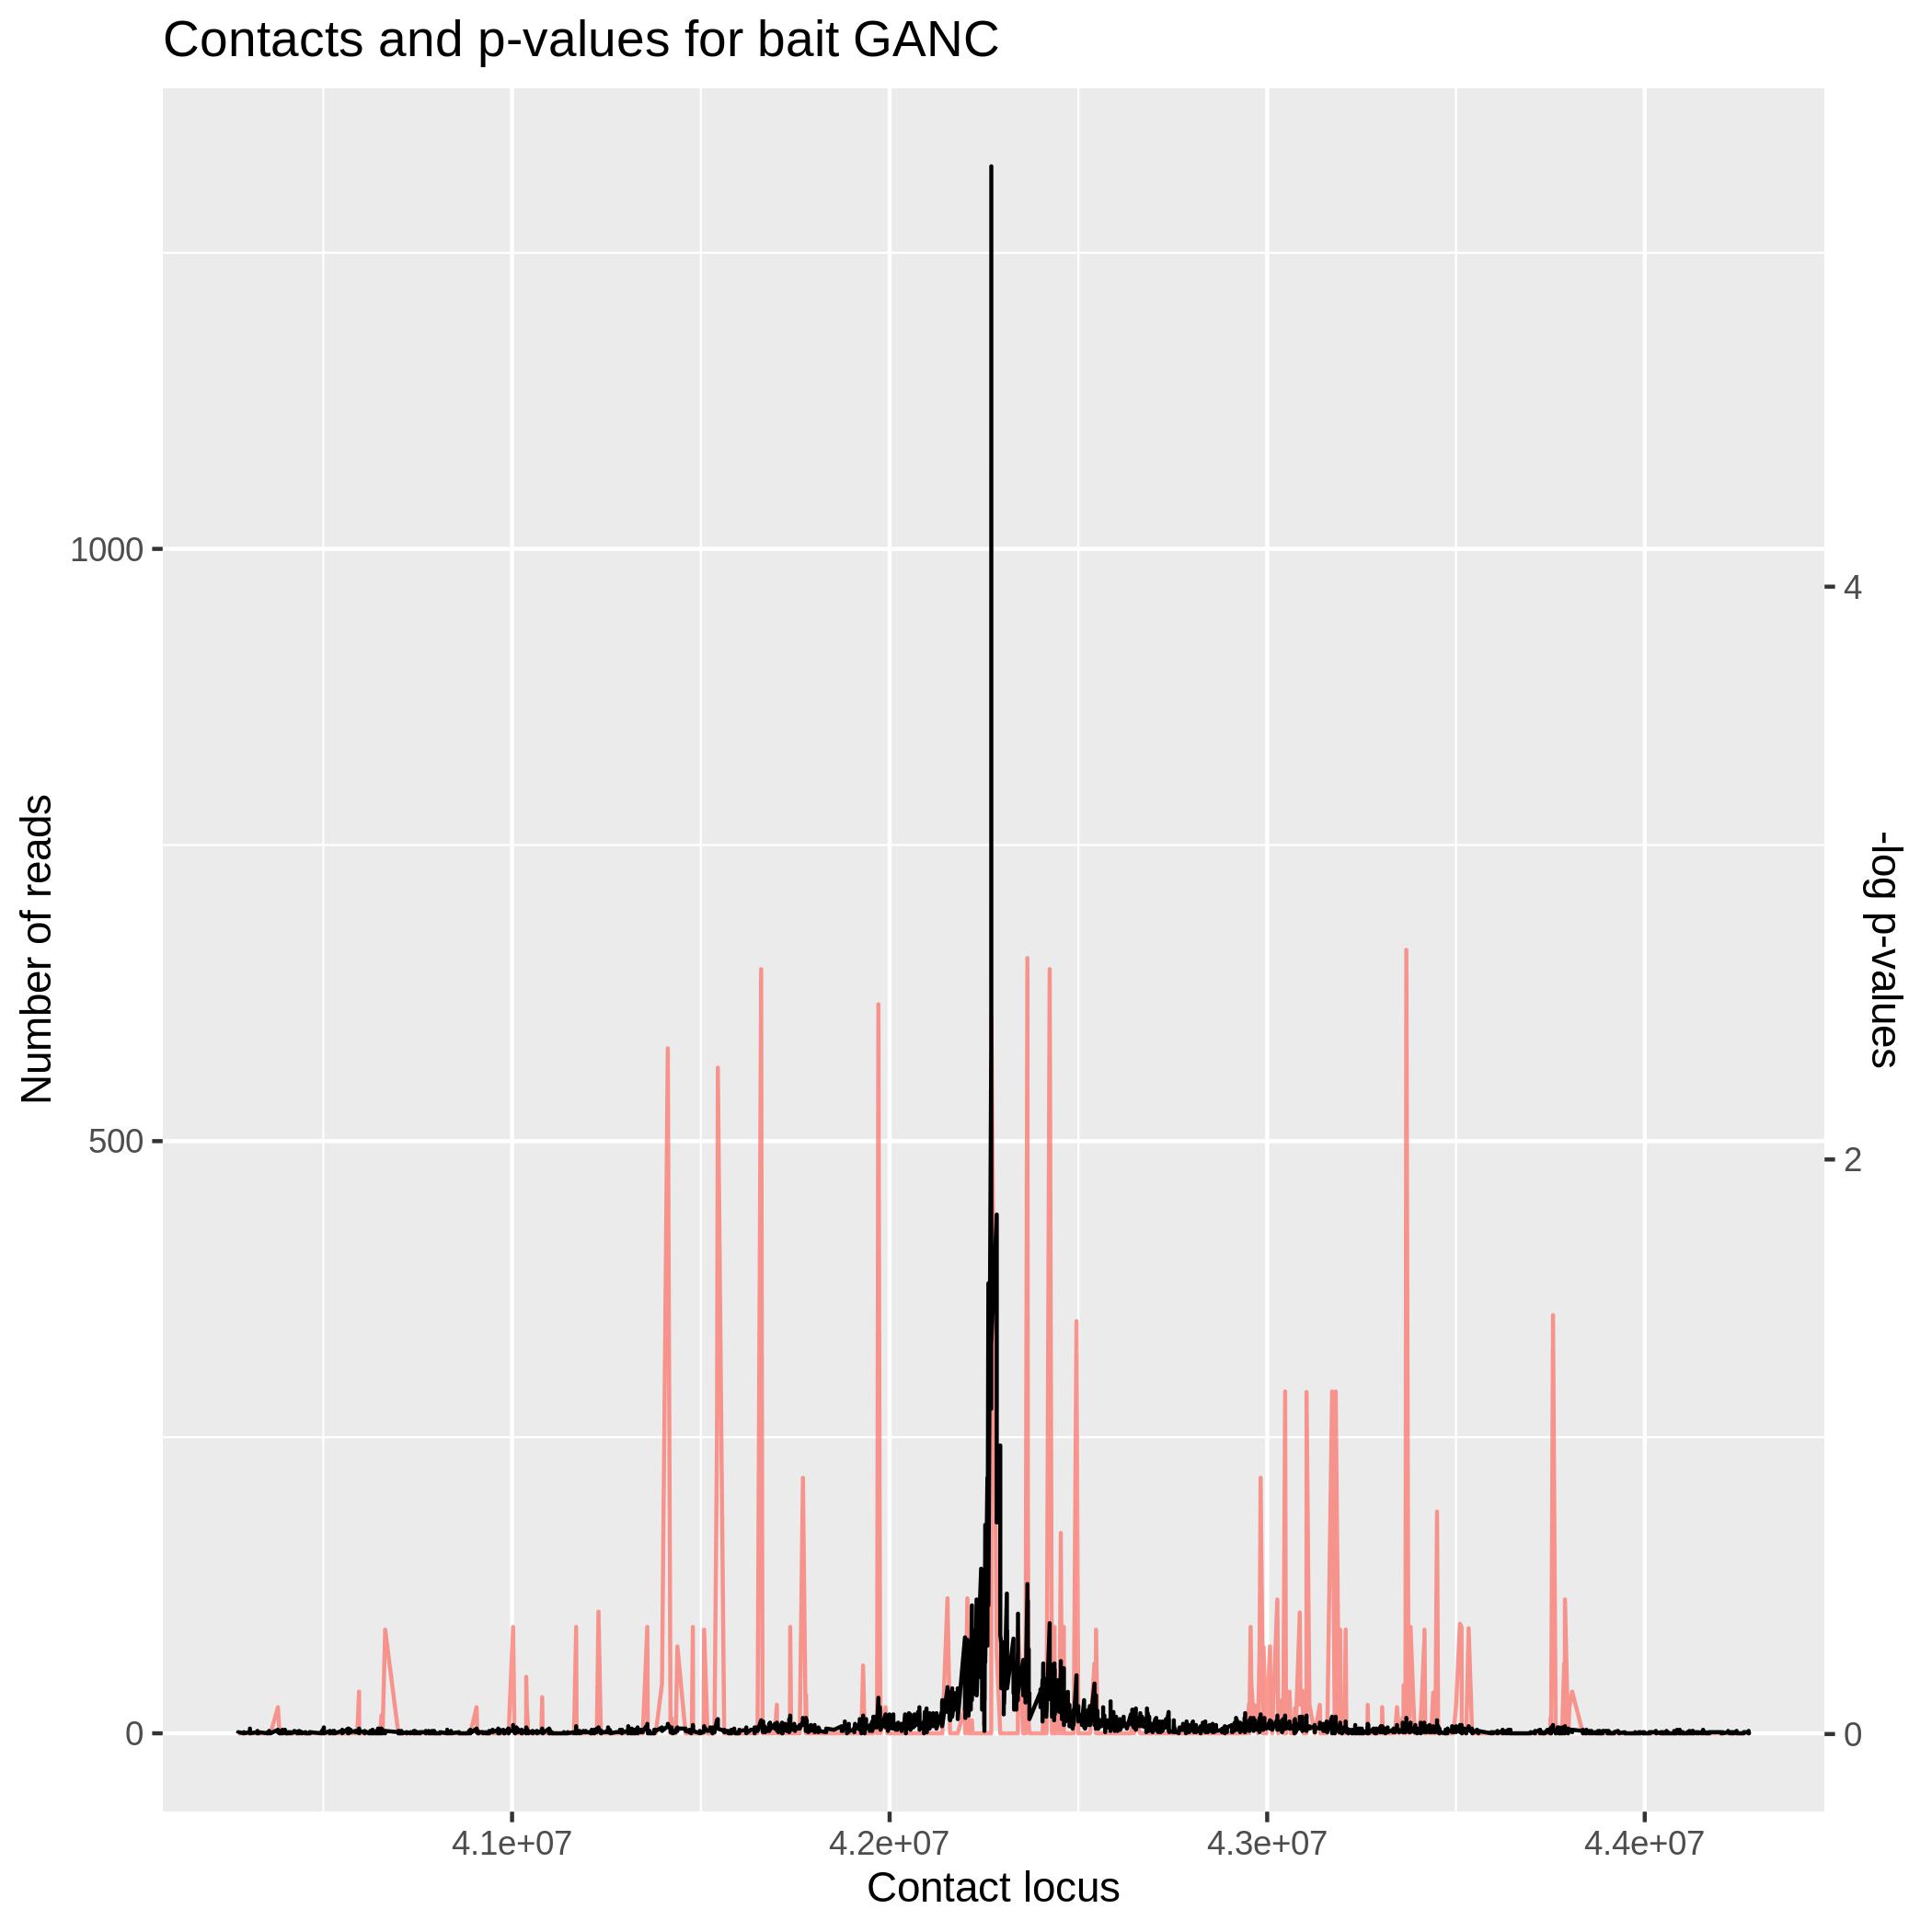 Contacts and p-values for bait GANC
Number of reads
1000
500
0
4
2
0
-log p-values
4.1e+07
4.2e+07
4.3e+07
4.4e+07
Contact locus